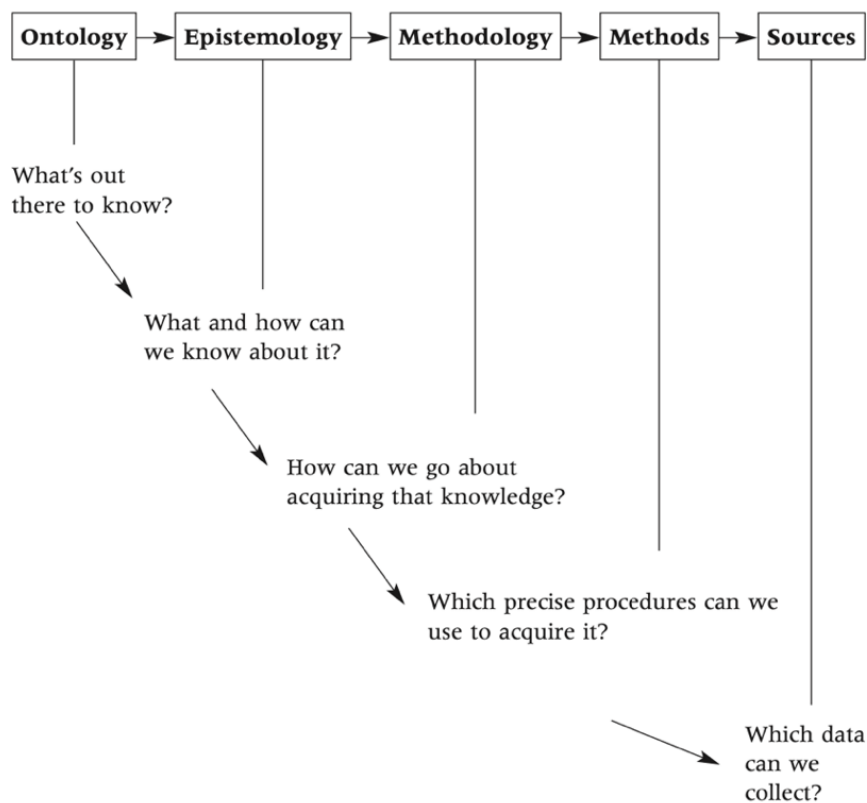 Ontology Epistemology Methodology Methods Sources
What's out
there to know?
What and how can
we know about it?
How can we go about
acquiring that knowledge?
Which precise procedures can we
use to acquire it?
Which data
can we
collect?